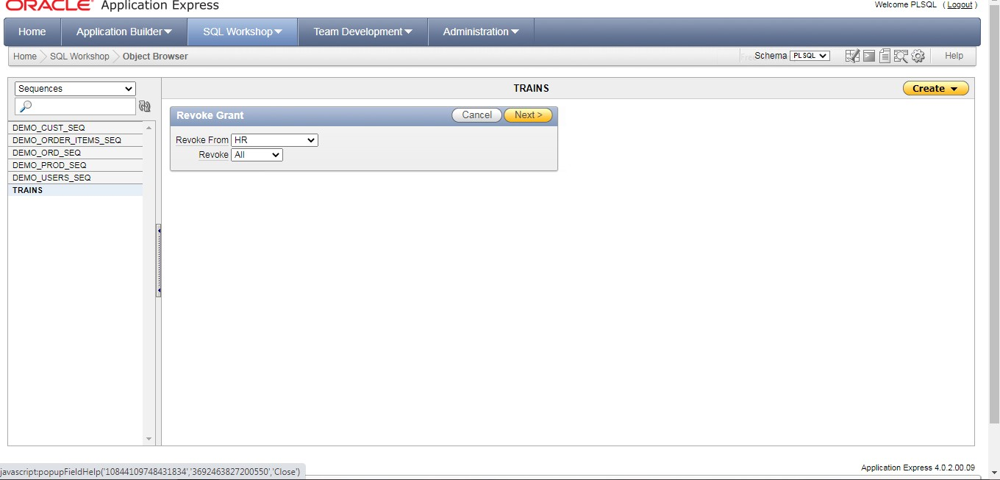 ORACLE Application Express
Welcome PLSQL ( Logout )
Home Application Builder SQL Workshop Team Development Administration
Home SQL Workshop Object Browser Schema PLSQL Help
Sequences
TRAINS
Create
Revoke Grant
Cancel
Next >
Revoke From HR
Revoke All
DEMO_CUST_SEQ
DEMO_ORDER_ITEMS_SEQ
DEMO_ORD_SEQ
DEMO_PROD_SEQ
DEMO_USERS_SEQ
TRAINS
Application Express 4.0.2.00.09
javascript:popupFieldHelp('10844109748431834','3692463827200550','Close')